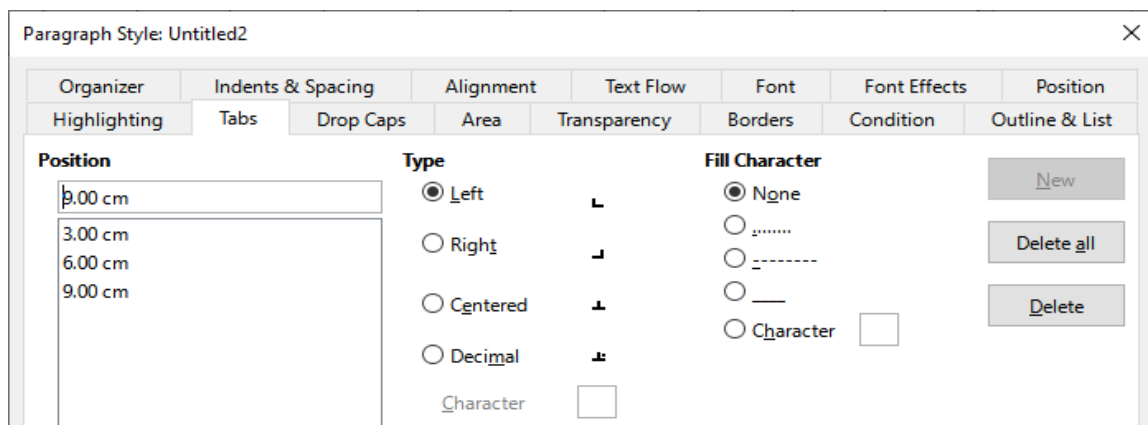 Paragraph Style: Untitled2
Organizer Indents & Spacing Alignment Text Flow Font Font Effects Position
Highlighting Tabs Drop Caps Area Transparency Borders Condition Outline & List
Position Type Fill Character
9.00 cm Left None New
3.00 cm ........
6.00 cm Right -------- Delete all
9.00 cm ____
Centered Delete
Character
Decimal
Character